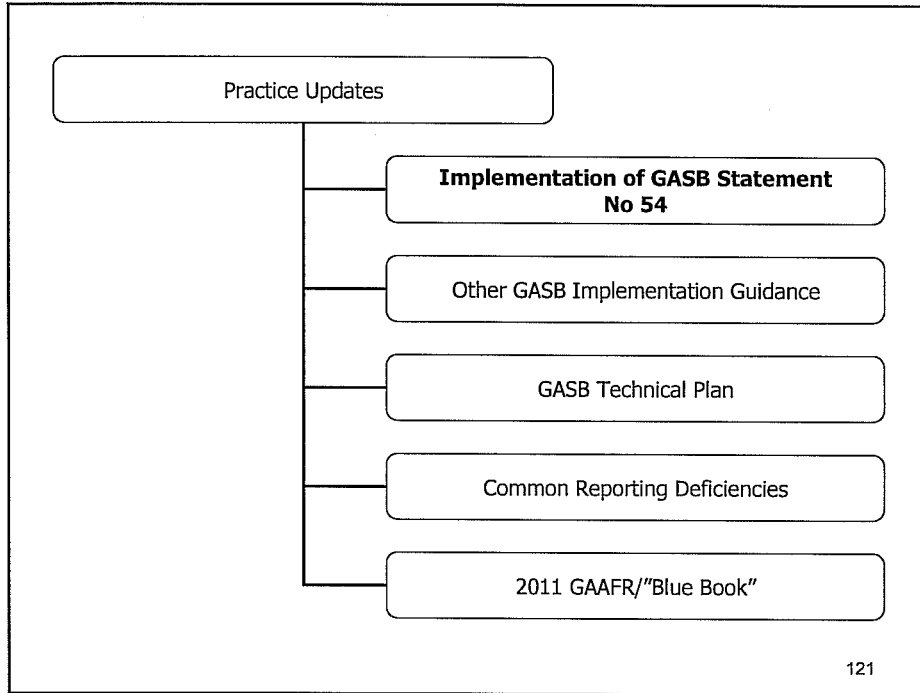 Practice Updates
Implementation of GASB Statement
No 54
Other GASB Implementation Guidance
GASB Technical Plan
Common Reporting Deficiencies
2011 GAAFR/"Blue Book"
121